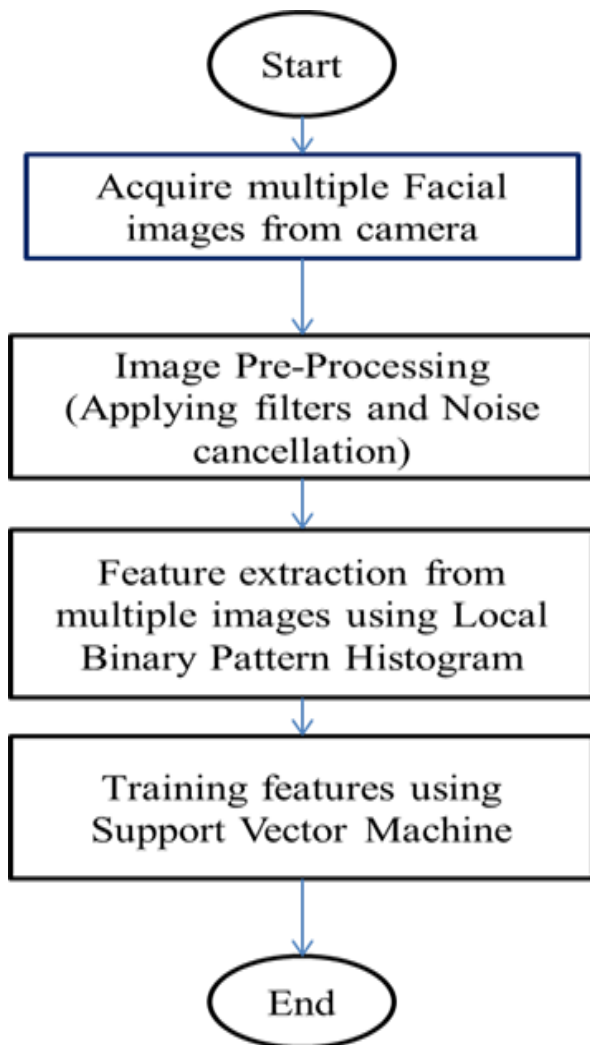 Start
Acquire multiple Facial
images from camera
Image Pre-Processing
(Applying filters and Noise
cancellation)
Feature extraction from
multiple images using Local
Binary Pattern Histogram
Training features using
Support Vector Machine
End